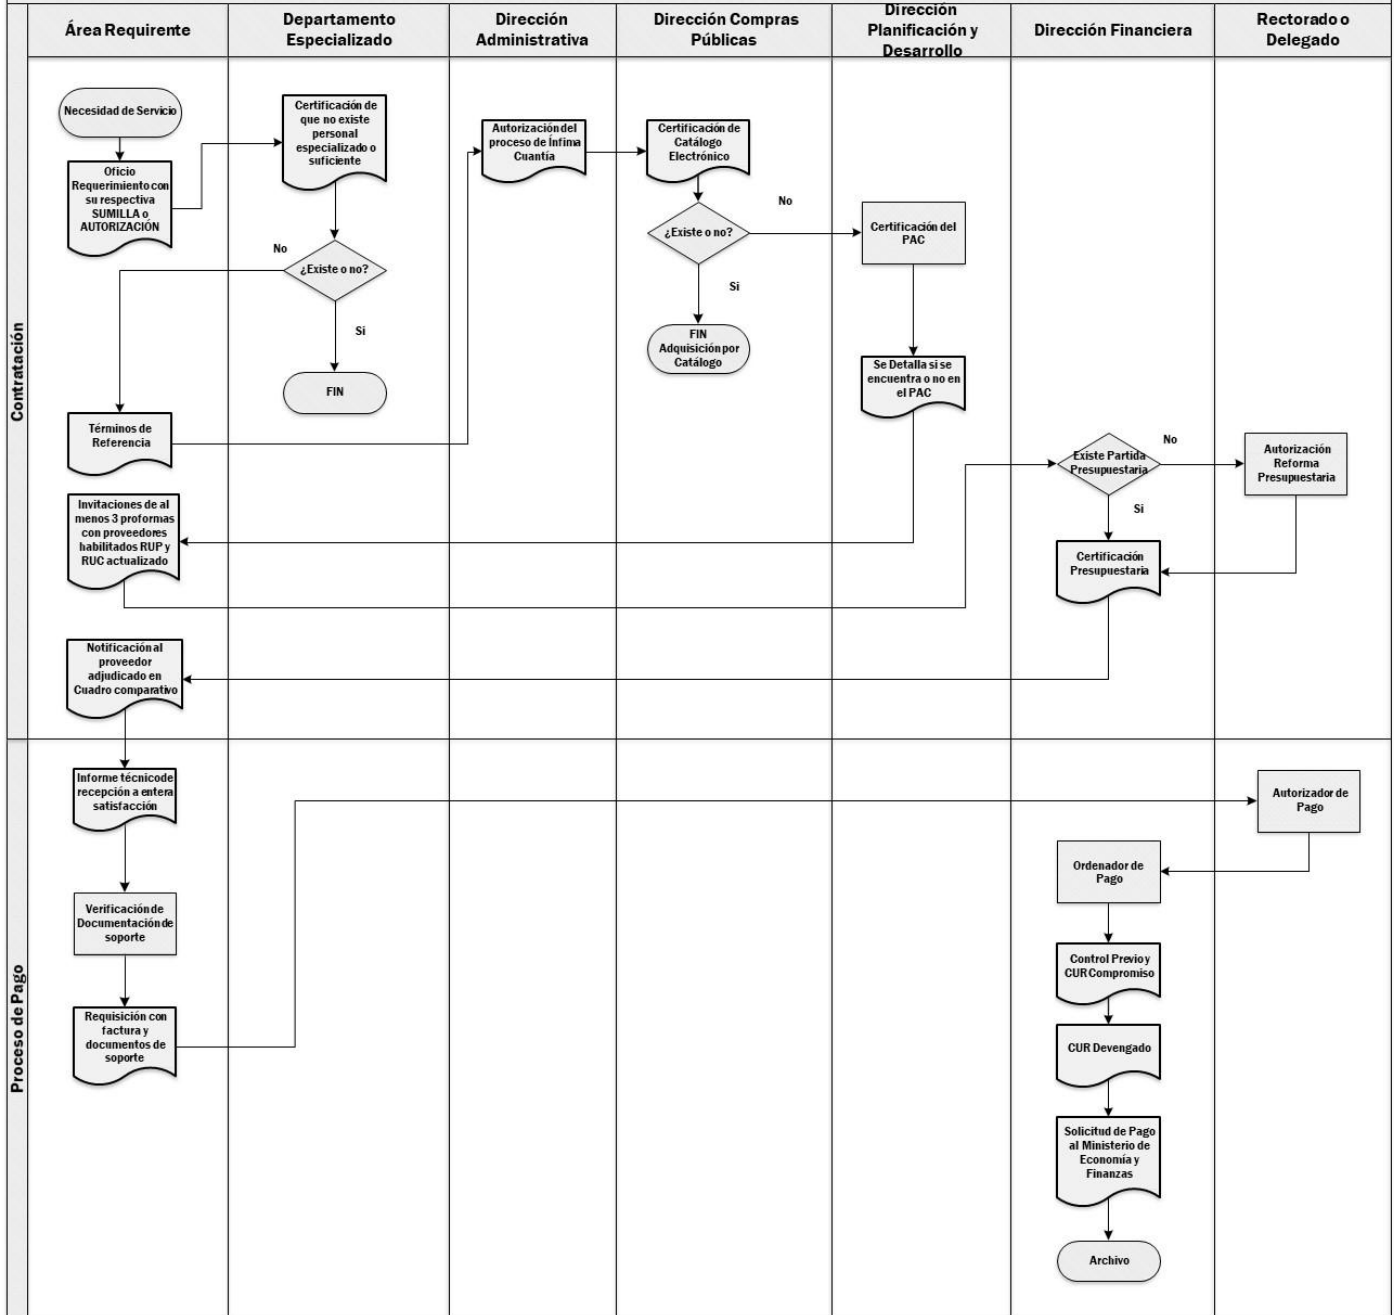 Área Requirente
Departamento
Especializado
Dirección
Administrativa
Dirección Compras
Públicas
Dirección
Planificación y
Desarrollo
Dirección Financiera
Rectorado o
Delegado
Contratación
Necesidad de Servicio
Oficio
Requerimiento con
su respectiva
SUMILLA o
AUTORIZACIÓN
Certificación de
que no existe
personal
especializado o
suficiente
¿Existe o no?
No
Si
FIN
Términos de
Referencia
Autorización del
proceso de Ínfima
Cuantía
Certificación de
Catálogo
Electrónico
¿Existe o no?
No
Si
FIN
Adquisición por
Catálogo
Certificación del
PAC
Se Detalla si se
encuentra o no en
el PAC
Invitaciones de al
menos 3 proformas
con proveedores
habilitados RUP y
RUC actualizado
Existe Partida
Presupuestaria
No
Si
Autorización
Reforma
Presupuestaria
Certificación
Presupuestaria
Notificación al
proveedor
adjudicado en
Cuadro comparativo
Proceso de Pago
Informe técnico de
recepción a entera
satisfacción
Verificación de
Documentación de
soporte
Requisición con
factura y
documentos de
soporte
Autorizador de
Pago
Ordenador de
Pago
Control Previo y
CUR Compromiso
CUR Devengado
Solicitud de Pago
al Ministerio de
Economía y
Finanzas
Archivo